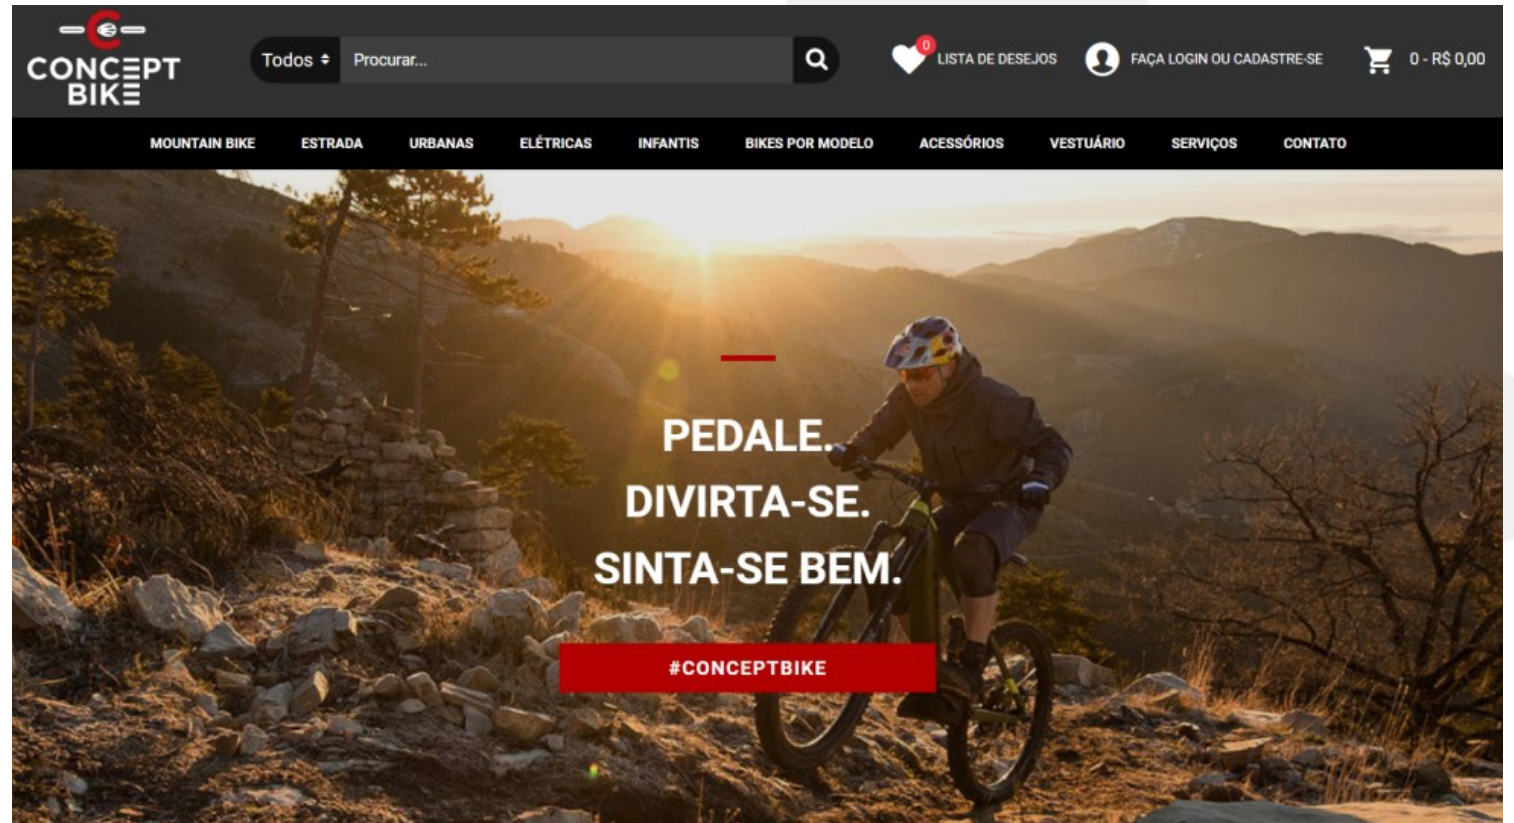 CONCEPT
BIKE
Todos
Procurar...
0
LISTA DE DESEJOS
FAÇA LOGIN OU CADASTRE-SE
0 - R$ 0,00
MOUNTAIN BIKE
ESTRADA
URBANAS
ELÉTRICAS
INFANTIS
BIKES POR MODELO
ACESSÓRIOS
VESTUÁRIO
SERVIÇOS
CONTATO
PEDALE.
DIVIRTA-SE.
SINTA-SE BEM.
#CONCEPTBIKE